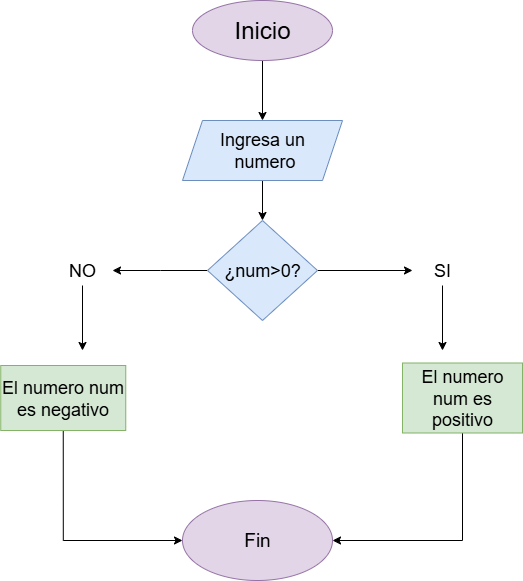 Inicio
Ingresa un
numero
¿num>0?
NO
SI
El numero num
es negativo
El numero
num es
positivo
Fin